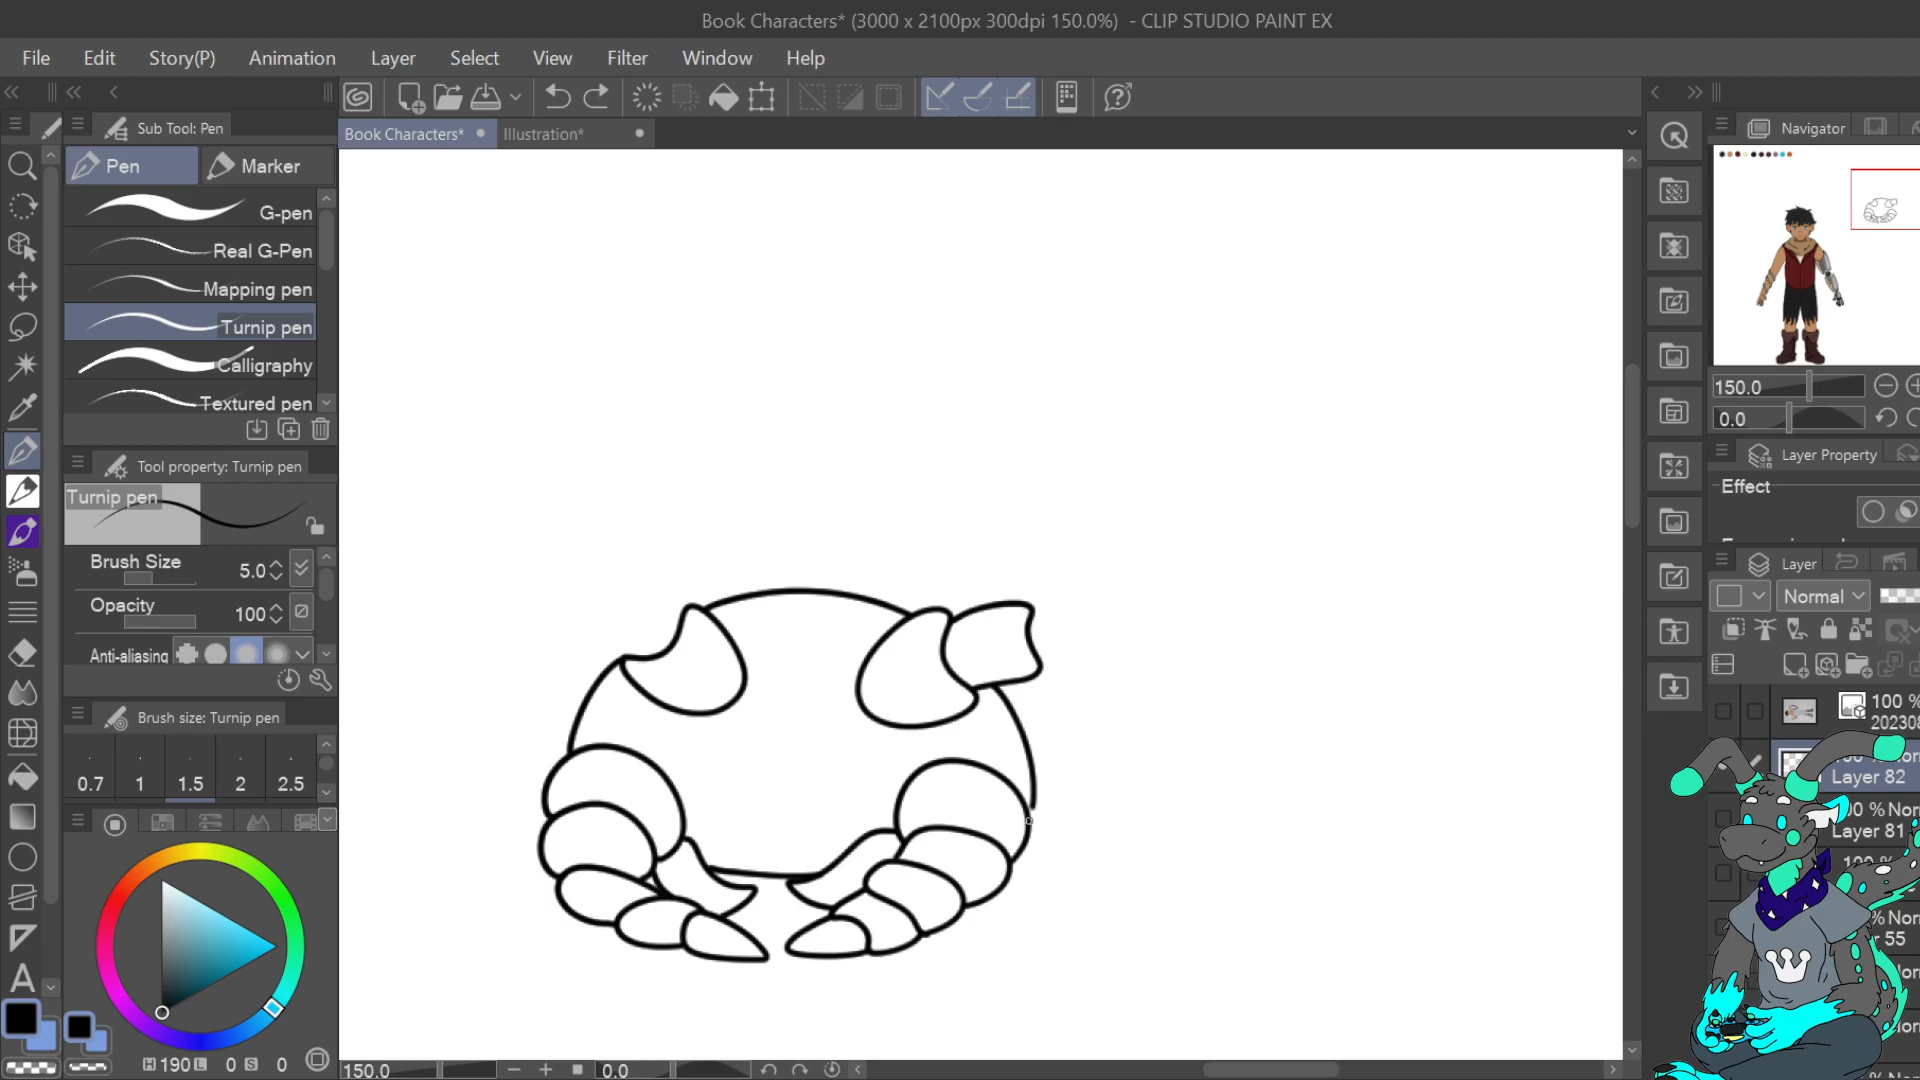 Book Characters* (3000 x 2100px 300dpi 150.0%)  - CLIP STUDIO PAINT EX
File Edit Story(P) Animation Layer Select View Filter Window Help
Book Characters* Illustration*
Sub Tool: Pen
Pen Marker
G-pen
Real G-Pen
Mapping pen
Turnip pen
Calligraphy
Textured pen
Tool property: Turnip pen
Turnip pen
Brush Size 5.0
Opacity 100
Anti-aliasing
Brush size: Turnip pen
0.7 1 1.5 2 2.5
H 190 L 0 S 0
150.0 0.0
Navigator
150.0
0.0
Layer Property
Effect
Layer
Normal
100 %
Layer 82
00 % Nor
Layer 81
% Nor
55